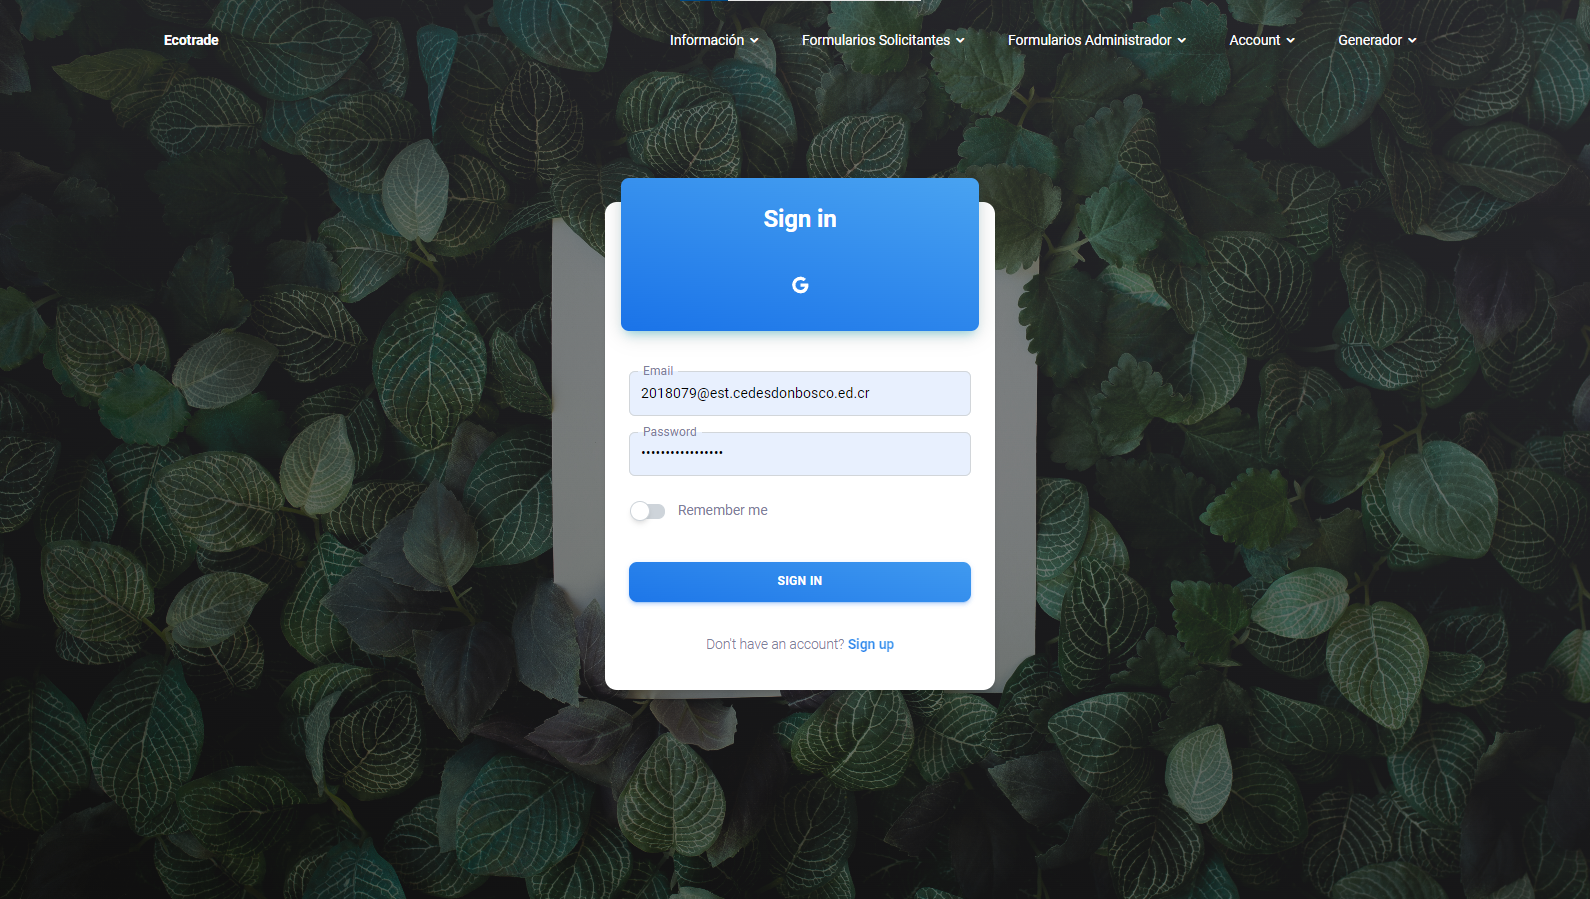 Ecotrade
Información
Formularios Solicitantes
Formularios Administrador
Account
Generador
Sign in
G
Email
2018079@est.cedesdonbosco.ed.cr
Password
•••••••••••••••••
Remember me
SIGN IN
Don't have an account? Sign up